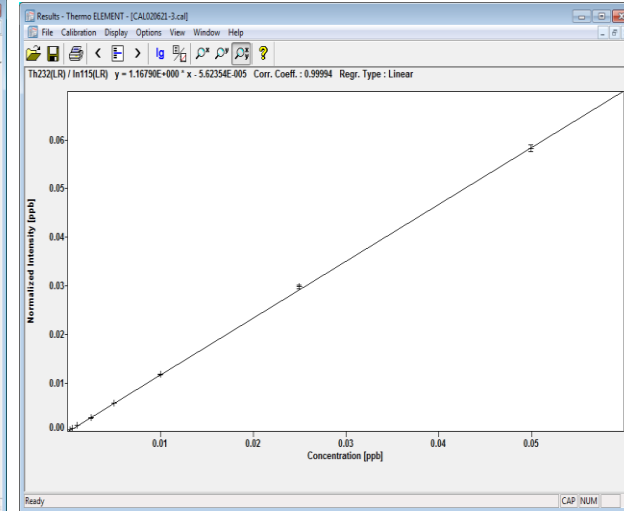 Results - Thermo ELEMENT - [CAL020621-3.cal]
File Calibration Display Options View Window Help
lg
Th232(LR) / In115(LR) y = 1.16790E+000 * x - 5.62354E-005 Corr. Coeff. : 0.99994 Regr. Type : Linear
Normalized Intensity [ppb]
0.06
0.05
0.04
0.03
0.02
0.01
0.00
0.01 0.02 0.03 0.04 0.05
Concentration [ppb]
Ready CAP NUM